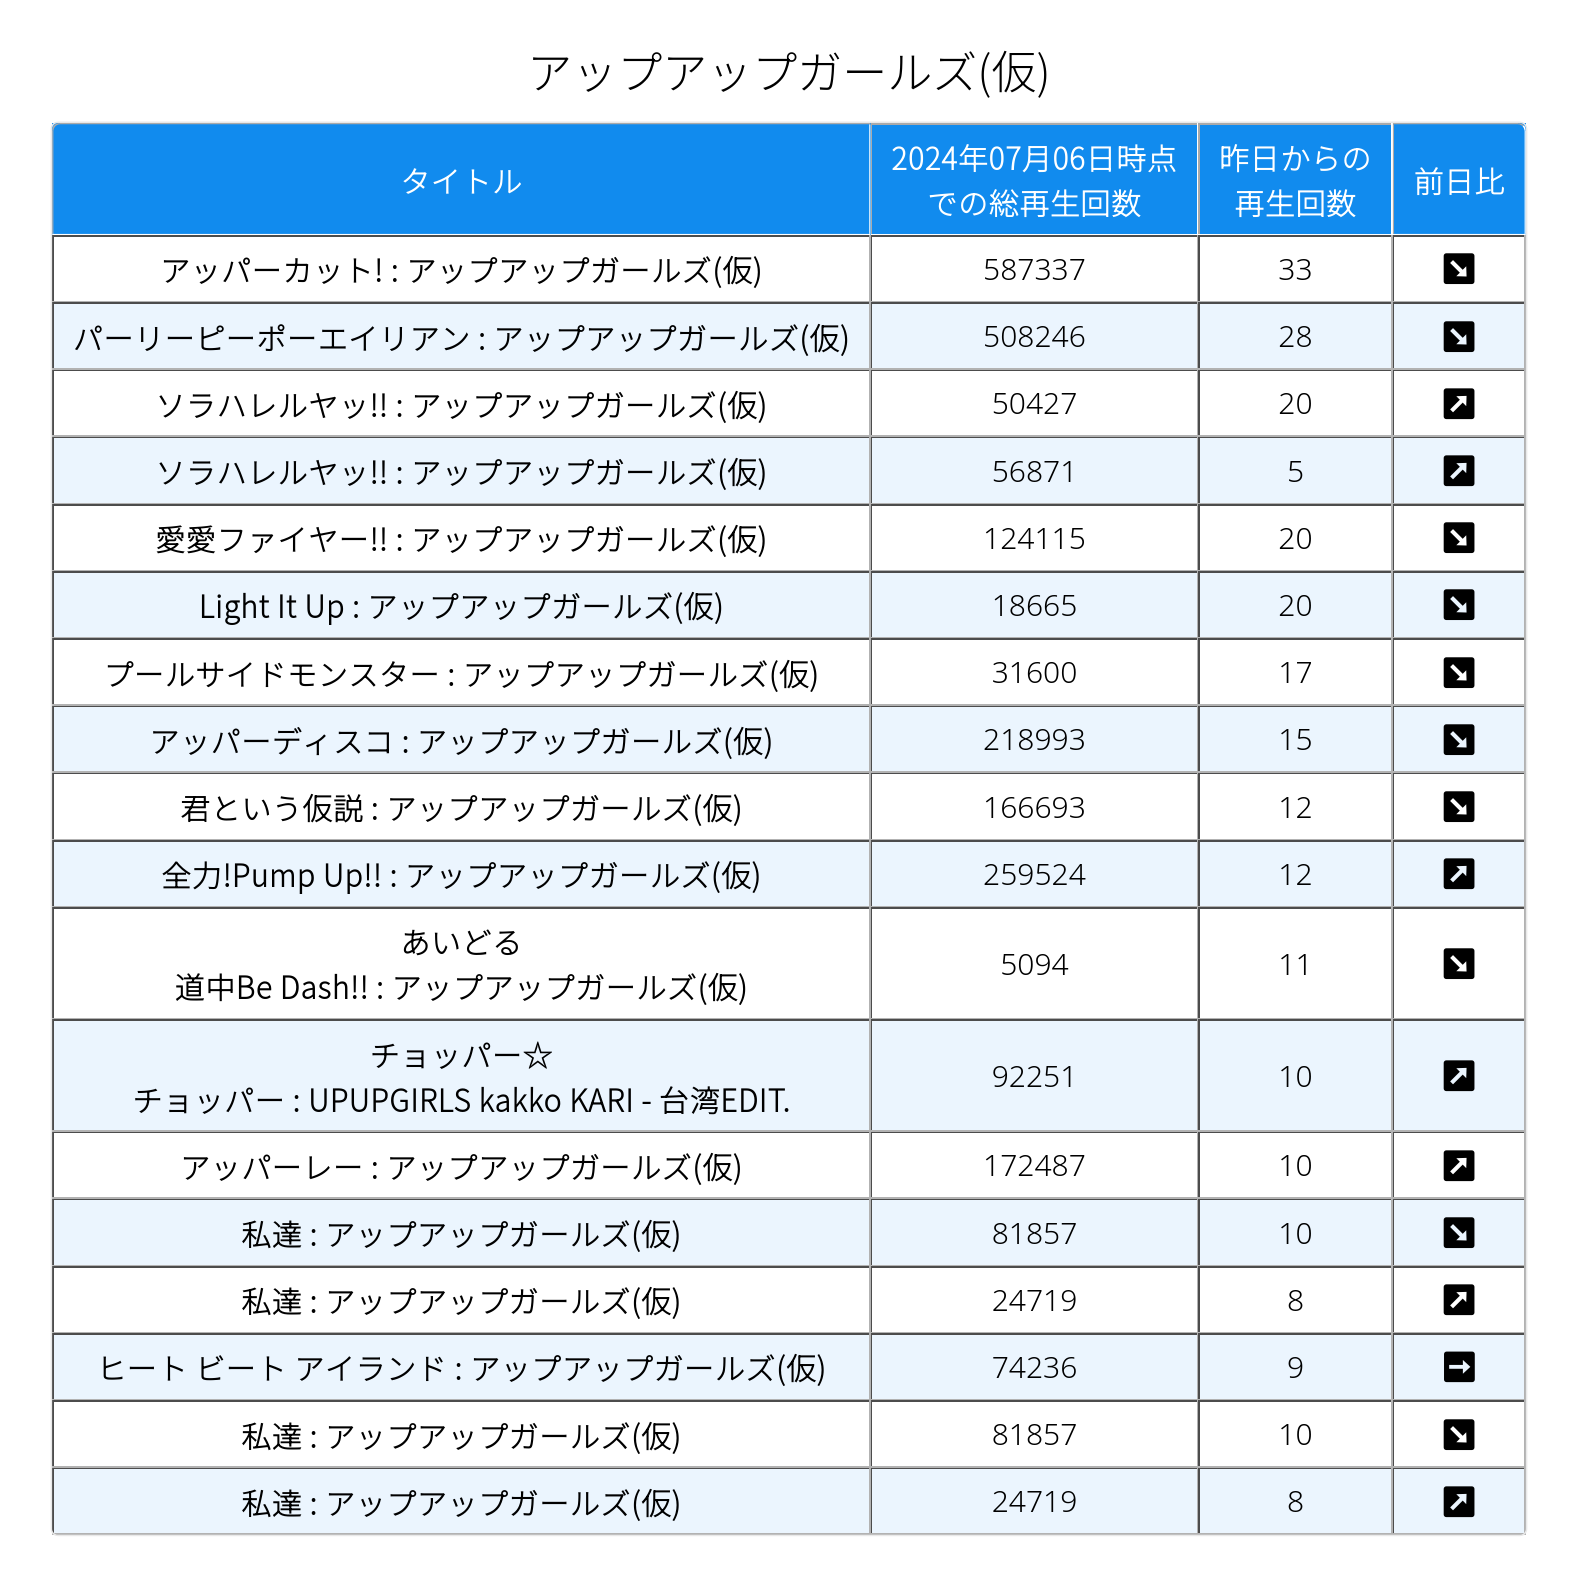 アップアップガールズ(仮)
タイトル
2024年07月06日時点
での総再生回数
昨日からの
再生回数
前日比
アッパーカット! : アップアップガールズ(仮) 587337 33 ↘
パーリーピーポーエイリアン : アップアップガールズ(仮) 508246 28 ↘
ソラハレルヤッ!! : アップアップガールズ(仮) 50427 20 ↗
ソラハレルヤッ!! : アップアップガールズ(仮) 56871 5 ↗
愛愛ファイヤー!! : アップアップガールズ(仮) 124115 20 ↘
Light It Up : アップアップガールズ(仮) 18665 20 ↘
プールサイドモンスター : アップアップガールズ(仮) 31600 17 ↘
アッパーディスコ : アップアップガールズ(仮) 218993 15 ↘
君という仮説 : アップアップガールズ(仮) 166693 12 ↘
全力!Pump Up!! : アップアップガールズ(仮) 259524 12 ↗
あいどる
道中Be Dash!! : アップアップガールズ(仮) 5094 11 ↘
チョッパー☆
チョッパー : UPUPGIRLS kakko KARI - 台湾EDIT. 92251 10 ↗
アッパーレー : アップアップガールズ(仮) 172487 10 ↗
私達 : アップアップガールズ(仮) 81857 10 ↘
私達 : アップアップガールズ(仮) 24719 8 ↗
ヒート ビート アイランド : アップアップガールズ(仮) 74236 9 →
私達 : アップアップガールズ(仮) 81857 10 ↘
私達 : アップアップガールズ(仮) 24719 8 ↗